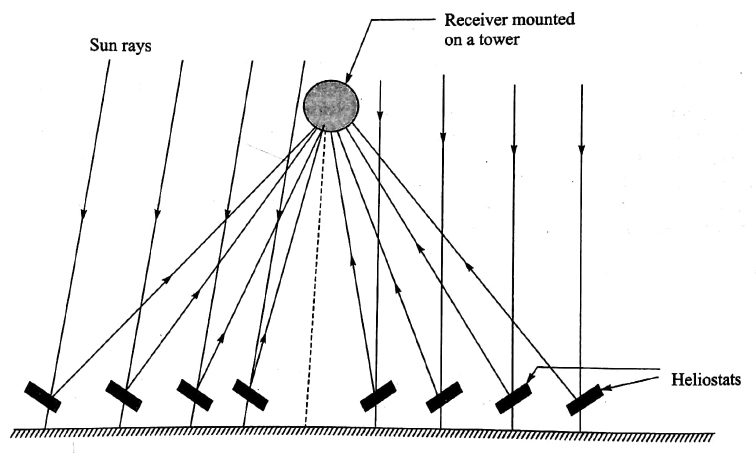 Receiver mounted
on a tower
Sun rays
Heliostats